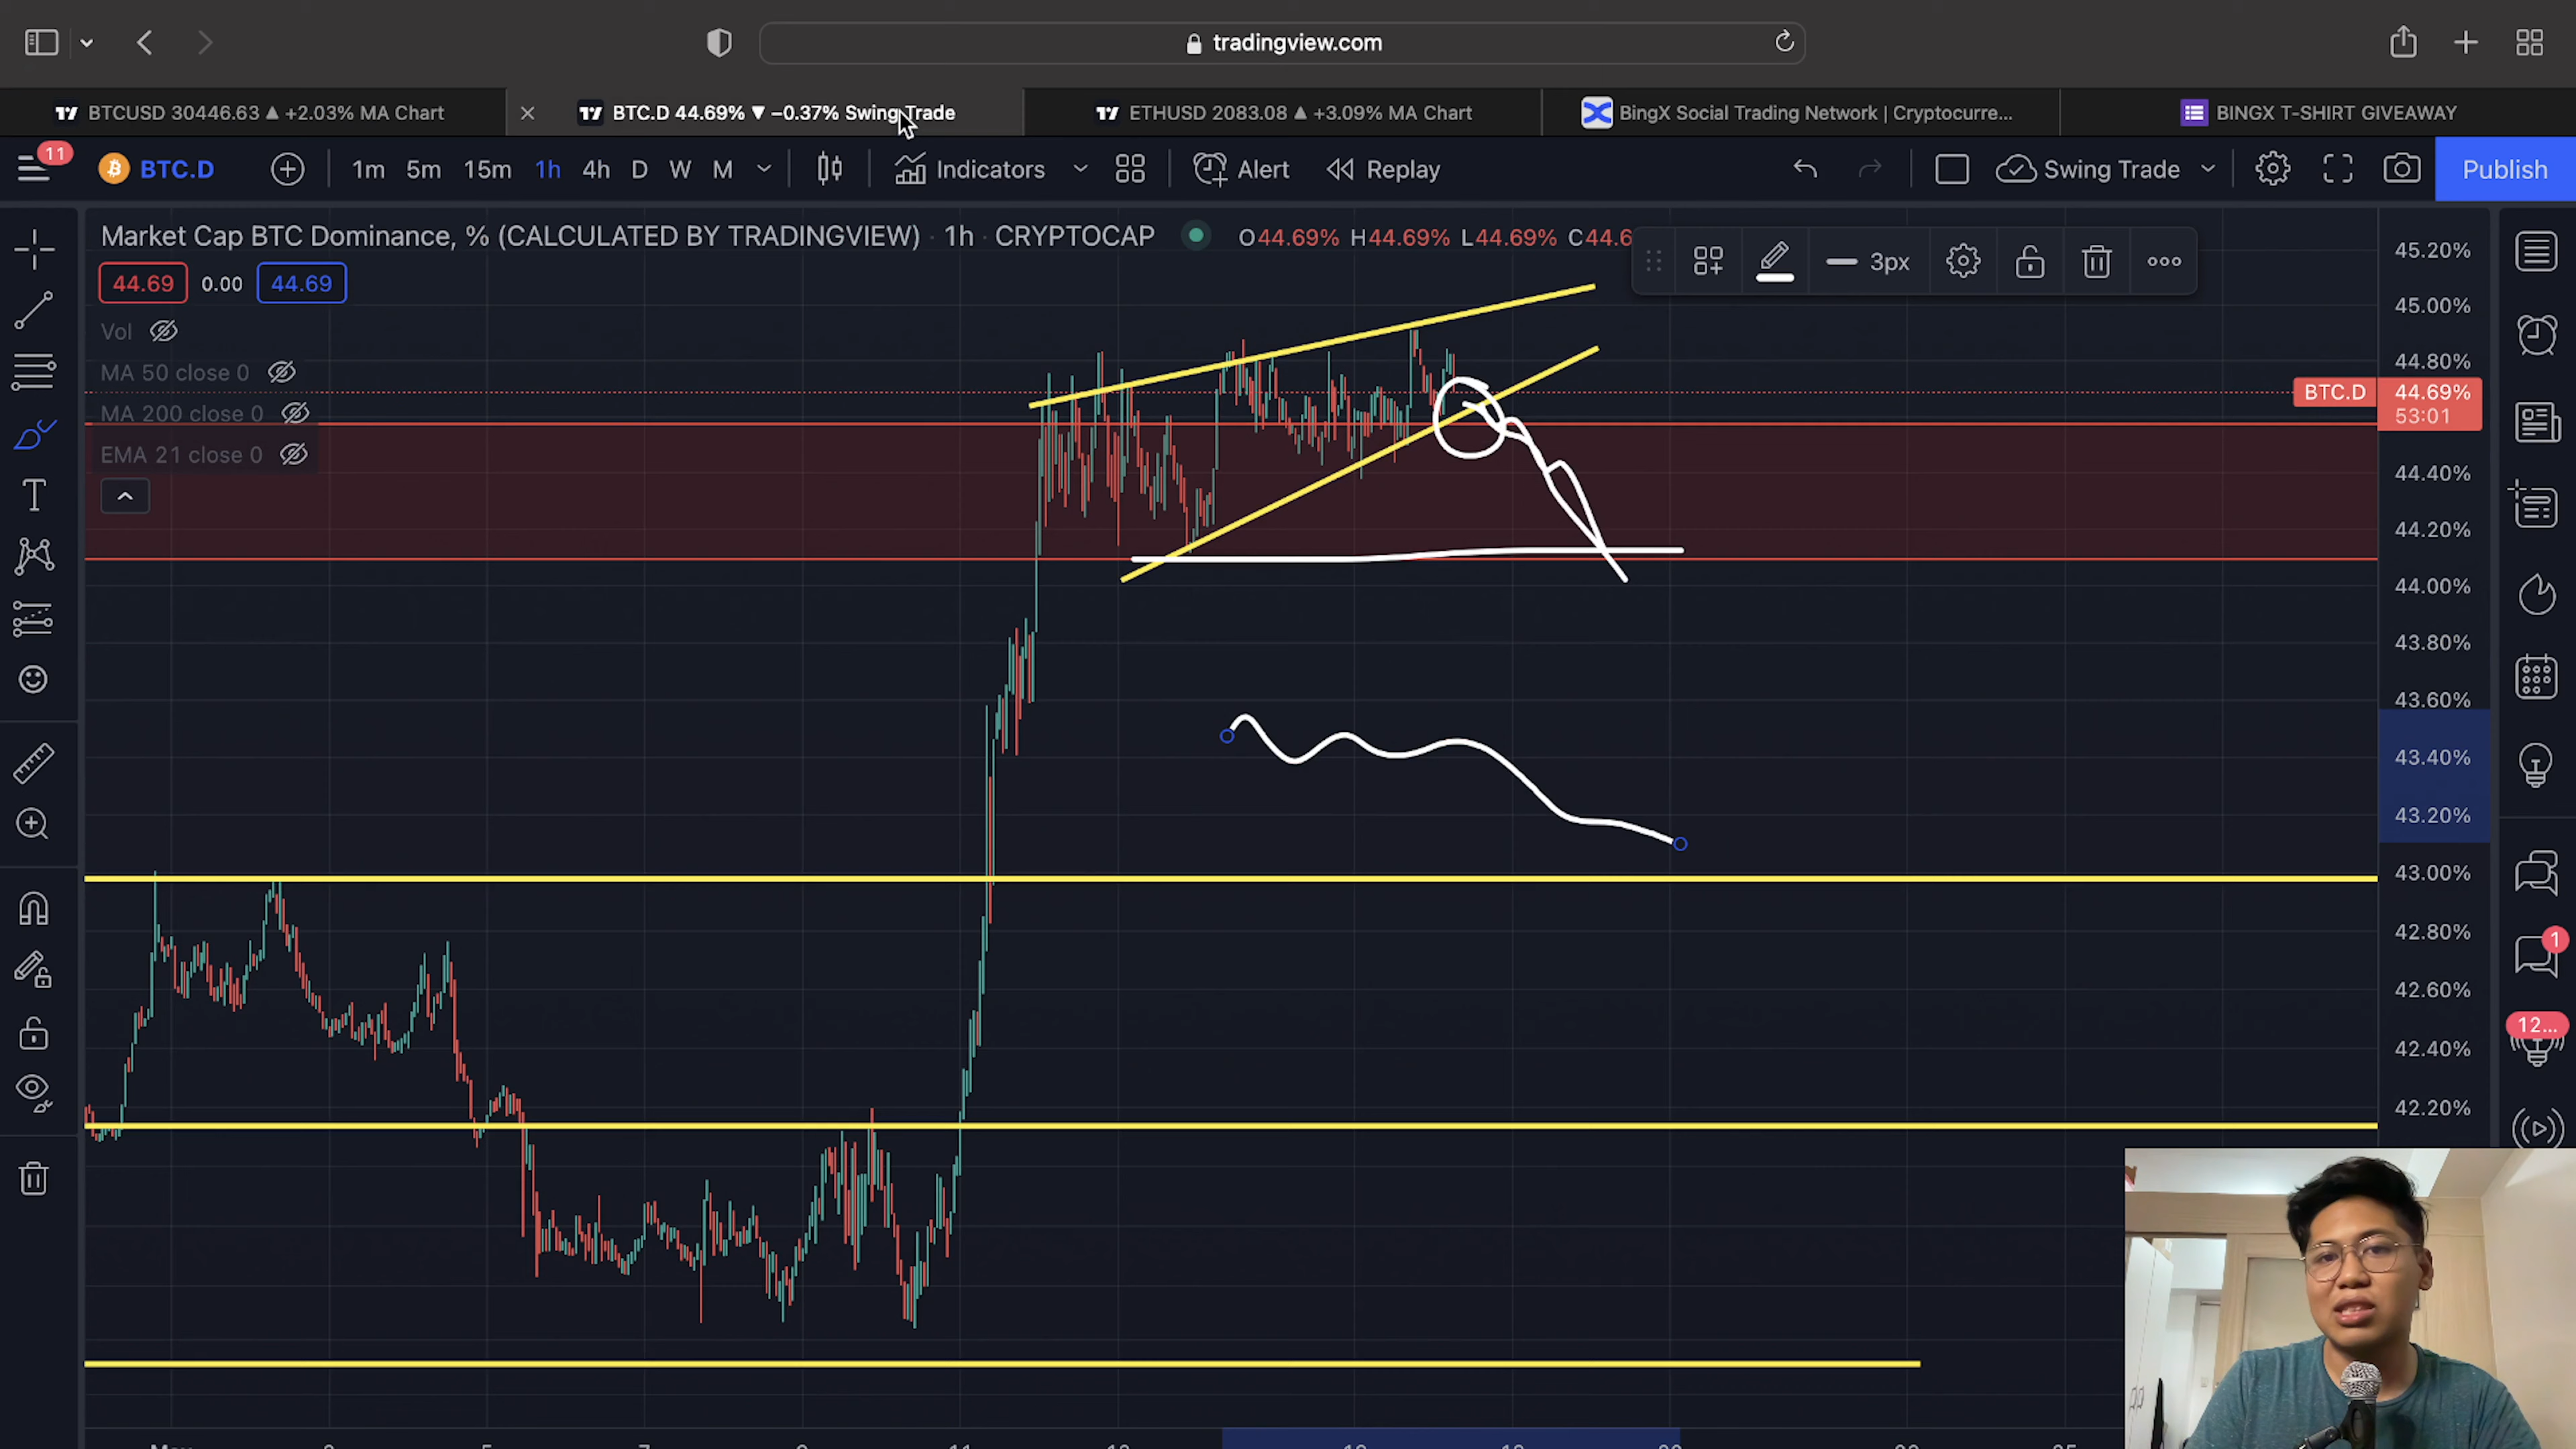 tradingview.com
BTCUSD 30446.63 ▲ +2.03% MA Chart
BTC.D 44.69% ▼ −0.37% Swing Trade
ETHUSD 2083.08 ▲ +3.09% MA Chart
BingX Social Trading Network | Cryptocurre...
BINGX T-SHIRT GIVEAWAY
11
BTC.D
1m 5m 15m 1h 4h D W M
Indicators
Alert
Replay
Swing Trade
Publish
Market Cap BTC Dominance, % (CALCULATED BY TRADINGVIEW) · 1h · CRYPTOCAP
O44.69% H44.69% L44.69% C44.6
3px
44.69 0.00 44.69
Vol
MA 50 close 0
MA 200 close 0
EMA 21 close 0
T
45.20%
45.00%
44.80%
BTC.D 44.69%
53:01
44.40%
44.20%
44.00%
43.80%
43.60%
43.40%
43.20%
43.00%
42.80%
42.60%
42.40%
42.20%
1
12...